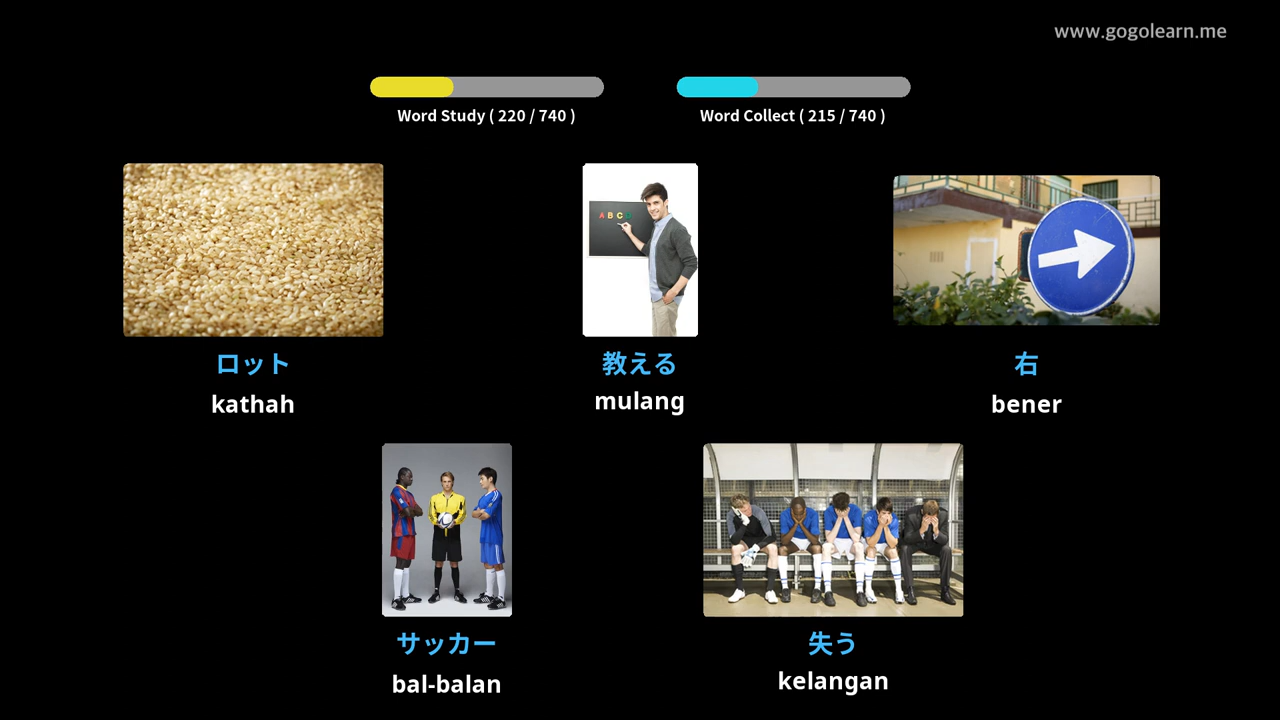 www.gogolearn.me
Word Study ( 220 / 740 )
Word Collect ( 215 / 740 )
A B C D
ロット
教える
右
kathah
mulang
bener
サッカー
失う
bal-balan
kelangan